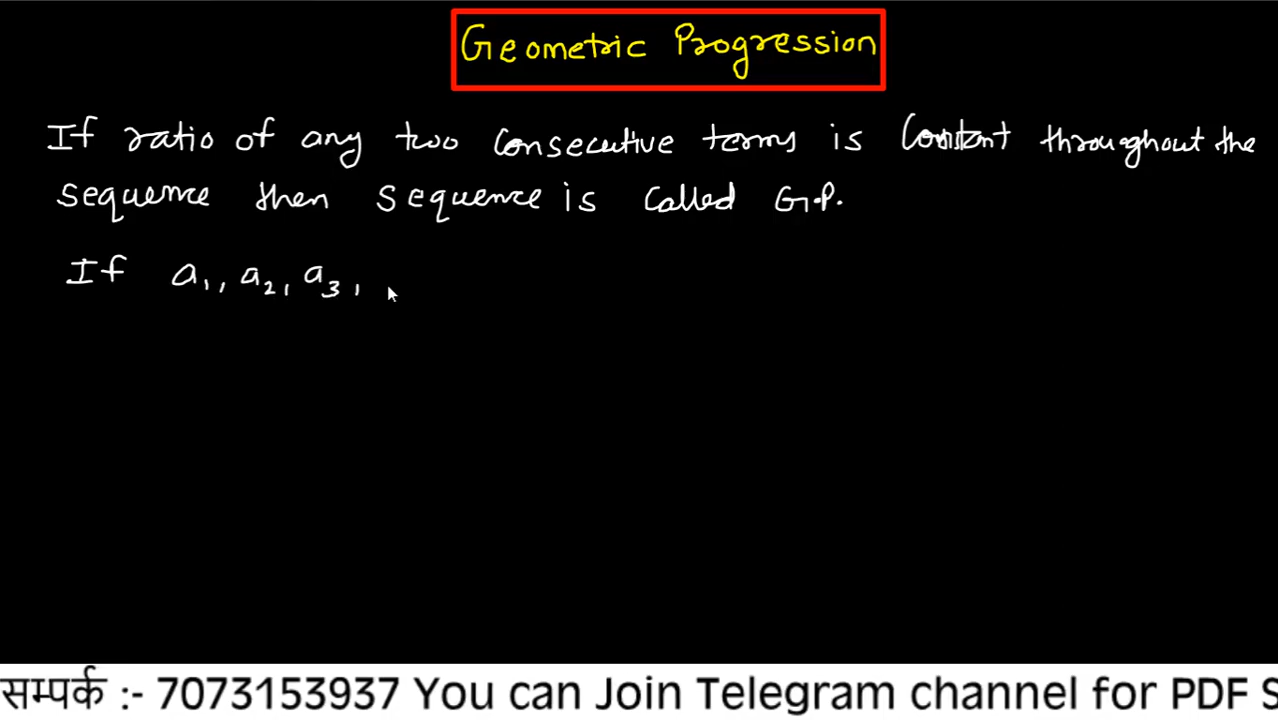 Geometric Progression
If ratio of any two consecutive terms is constant throughout the
sequence then sequence is called G.P.
If a₁, a₂, a₃,
सम्पर्क :- 7073153937 You can Join Telegram channel for PDF S